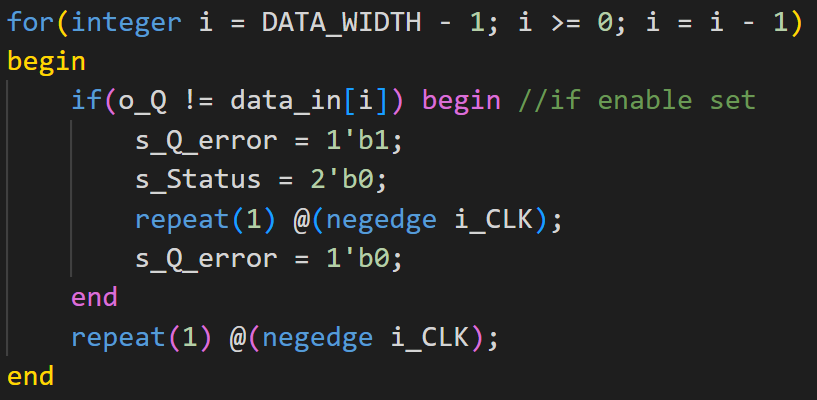 for(integer i = DATA_WIDTH - 1; i >= 0; i = i - 1)
begin
    if(o_Q != data_in[i]) begin //if enable set
        s_Q_error = 1'b1;
        s_Status = 2'b0;
        repeat(1) @(negedge i_CLK);
        s_Q_error = 1'b0;
    end
    repeat(1) @(negedge i_CLK);
end